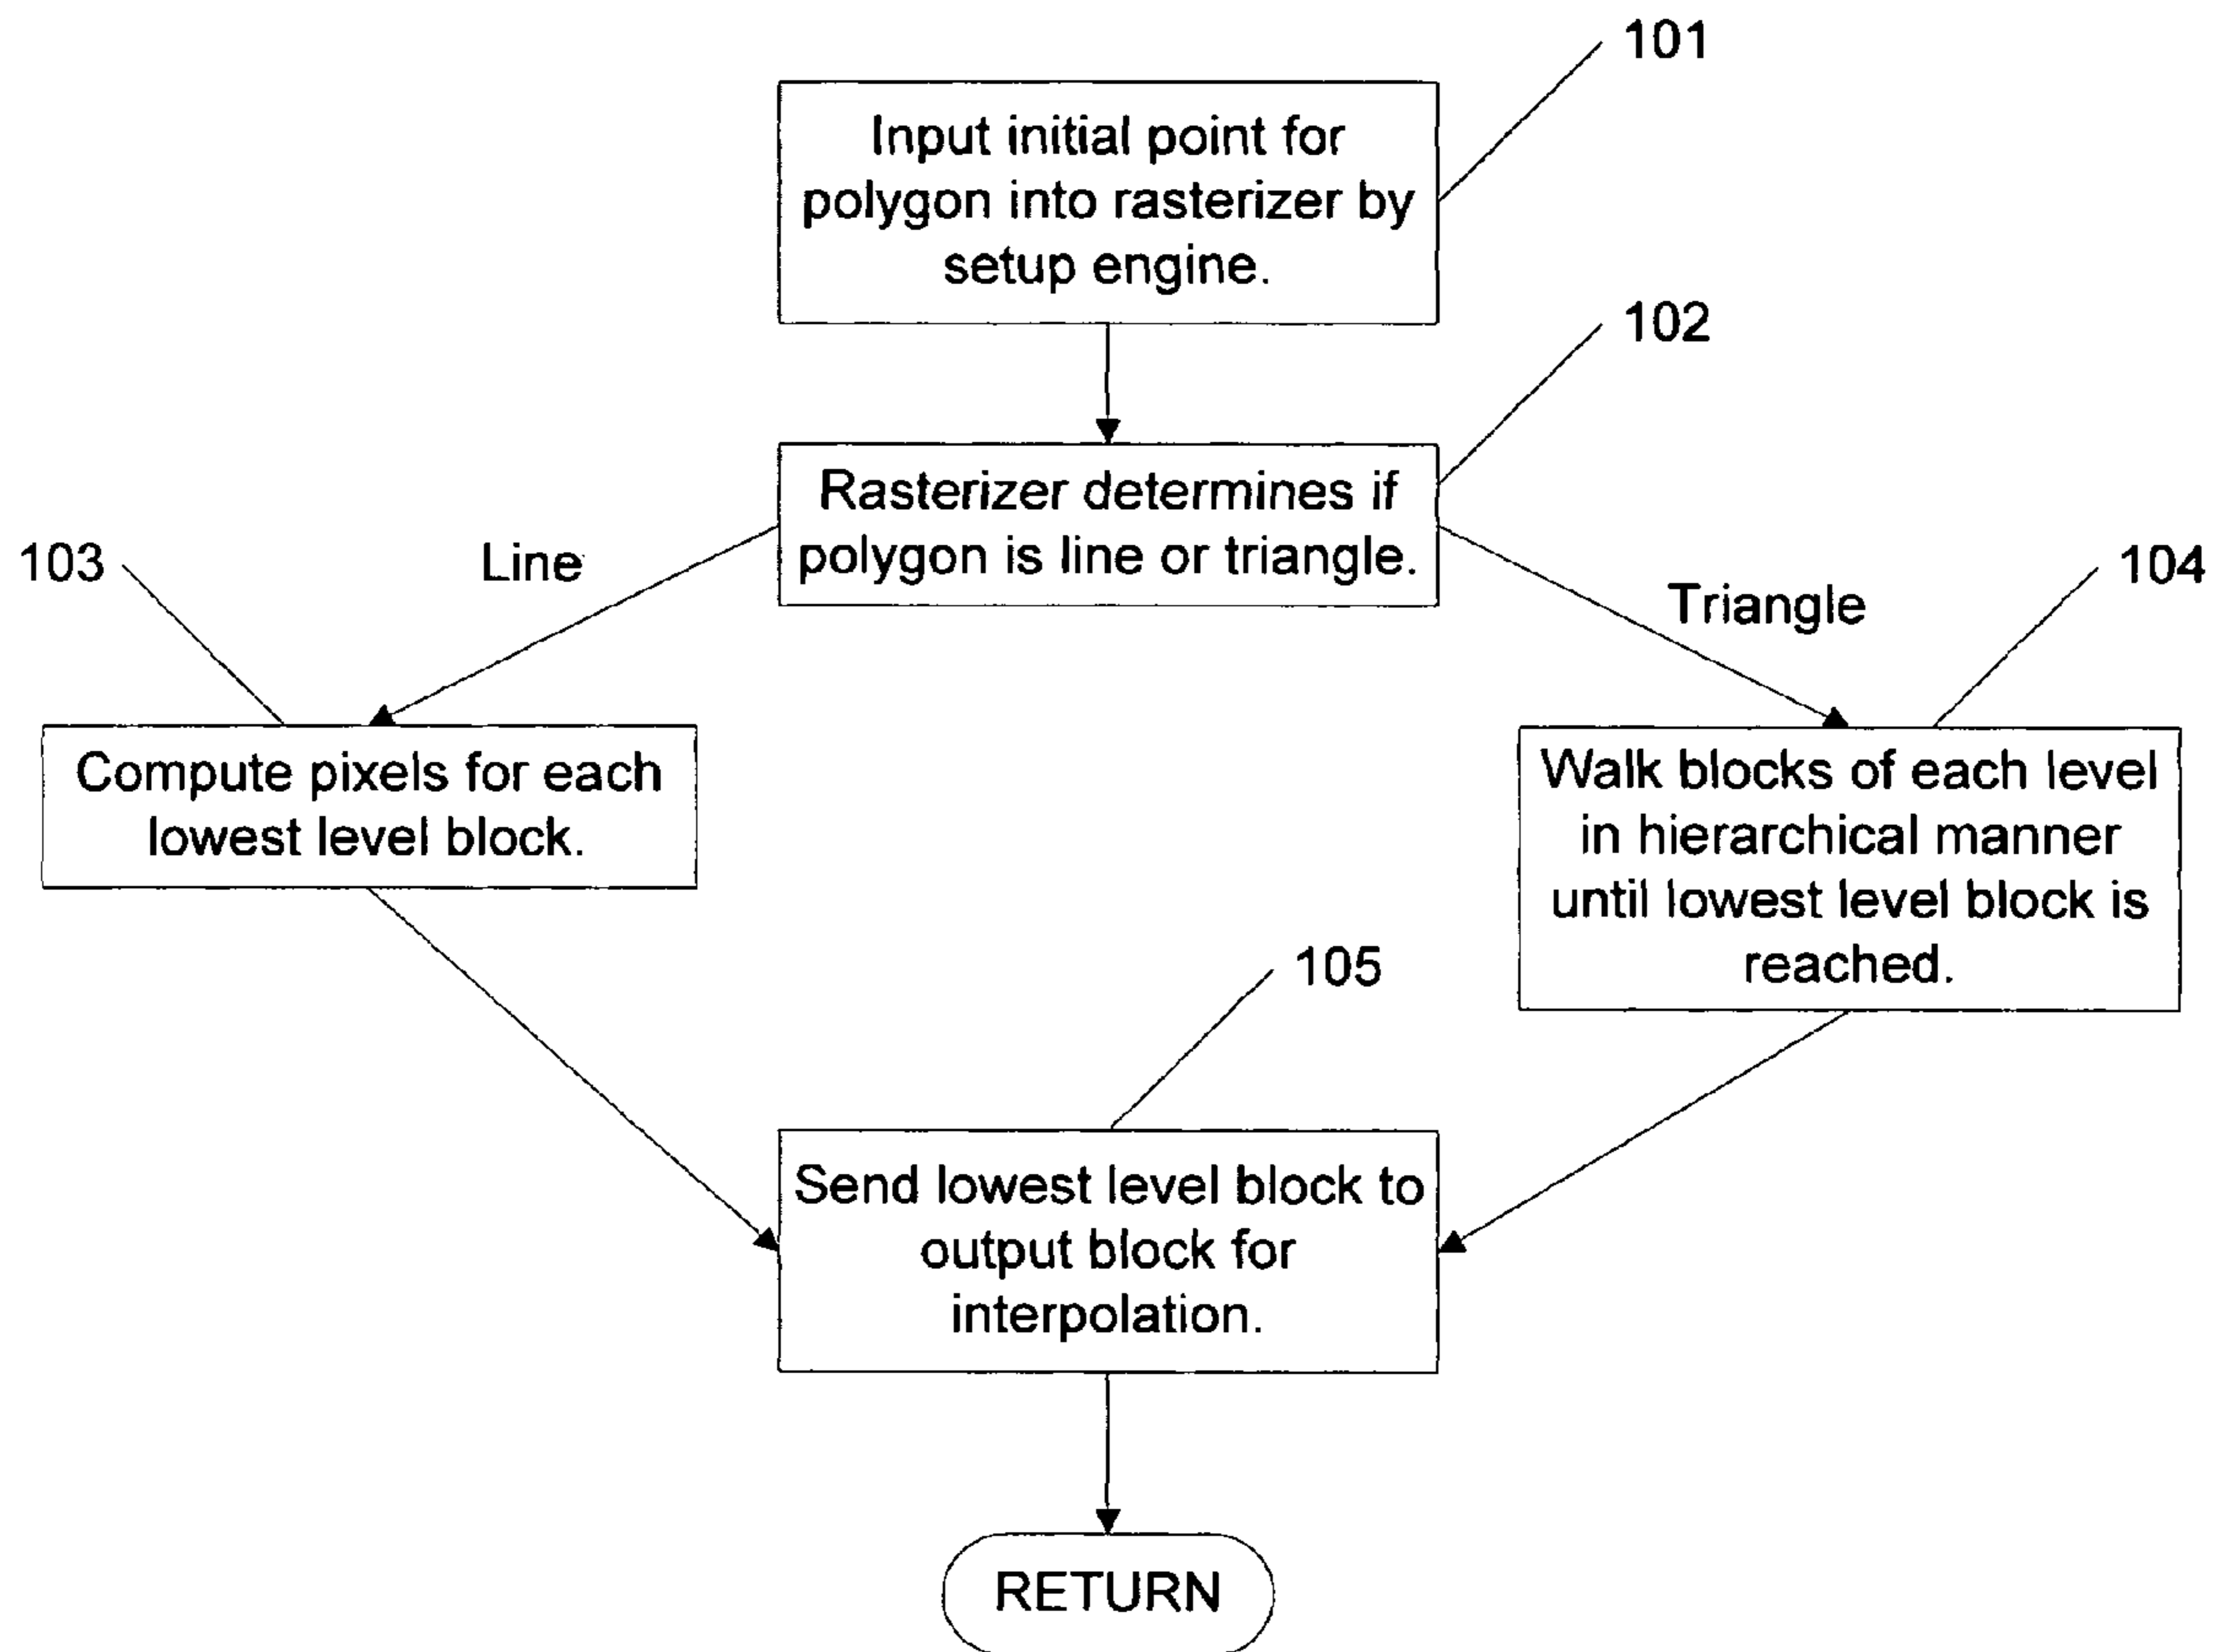 101
Input initial point for
polygon into rasterizer by
setup engine.
102
Rasterizer determines if
polygon is line or triangle.
103
Line
Triangle
104
Compute pixels for each
lowest level block.
Walk blocks of each level
in hierarchical manner
until lowest level block is
reached.
105
Send lowest level block to
output block for
interpolation.
RETURN